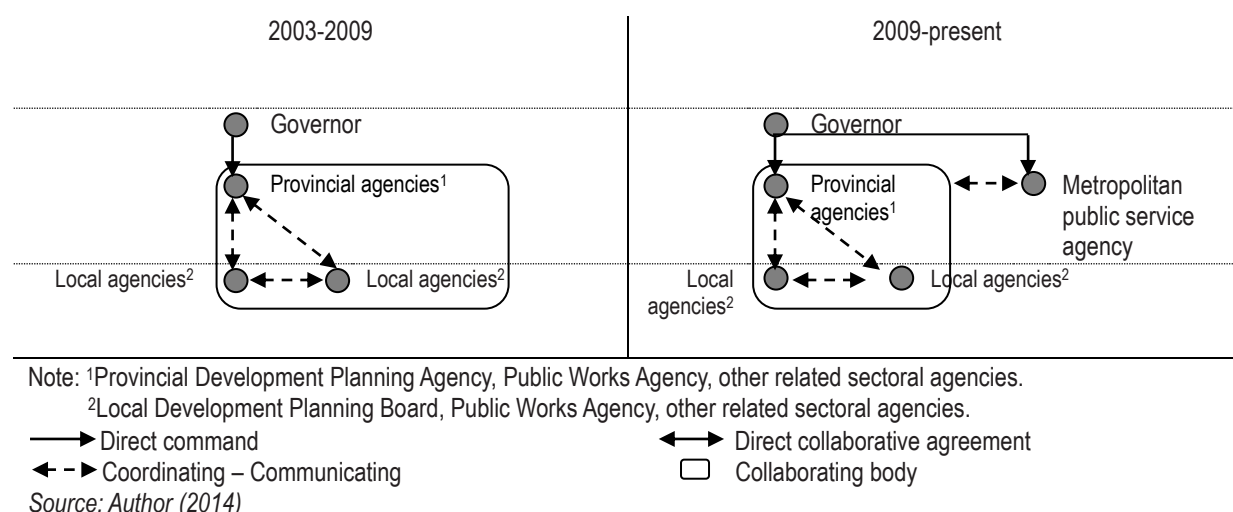 2003-2009
2009-present
Governor
Provincial agencies¹
Local agencies²
Local agencies²
Governor
Provincial
agencies¹
Metropolitan
public service
agency
Local
agencies²
Local agencies²
Note: ¹Provincial Development Planning Agency, Public Works Agency, other related sectoral agencies.
²Local Development Planning Board, Public Works Agency, other related sectoral agencies.
Direct command
Direct collaborative agreement
Coordinating – Communicating
Collaborating body
Source: Author (2014)